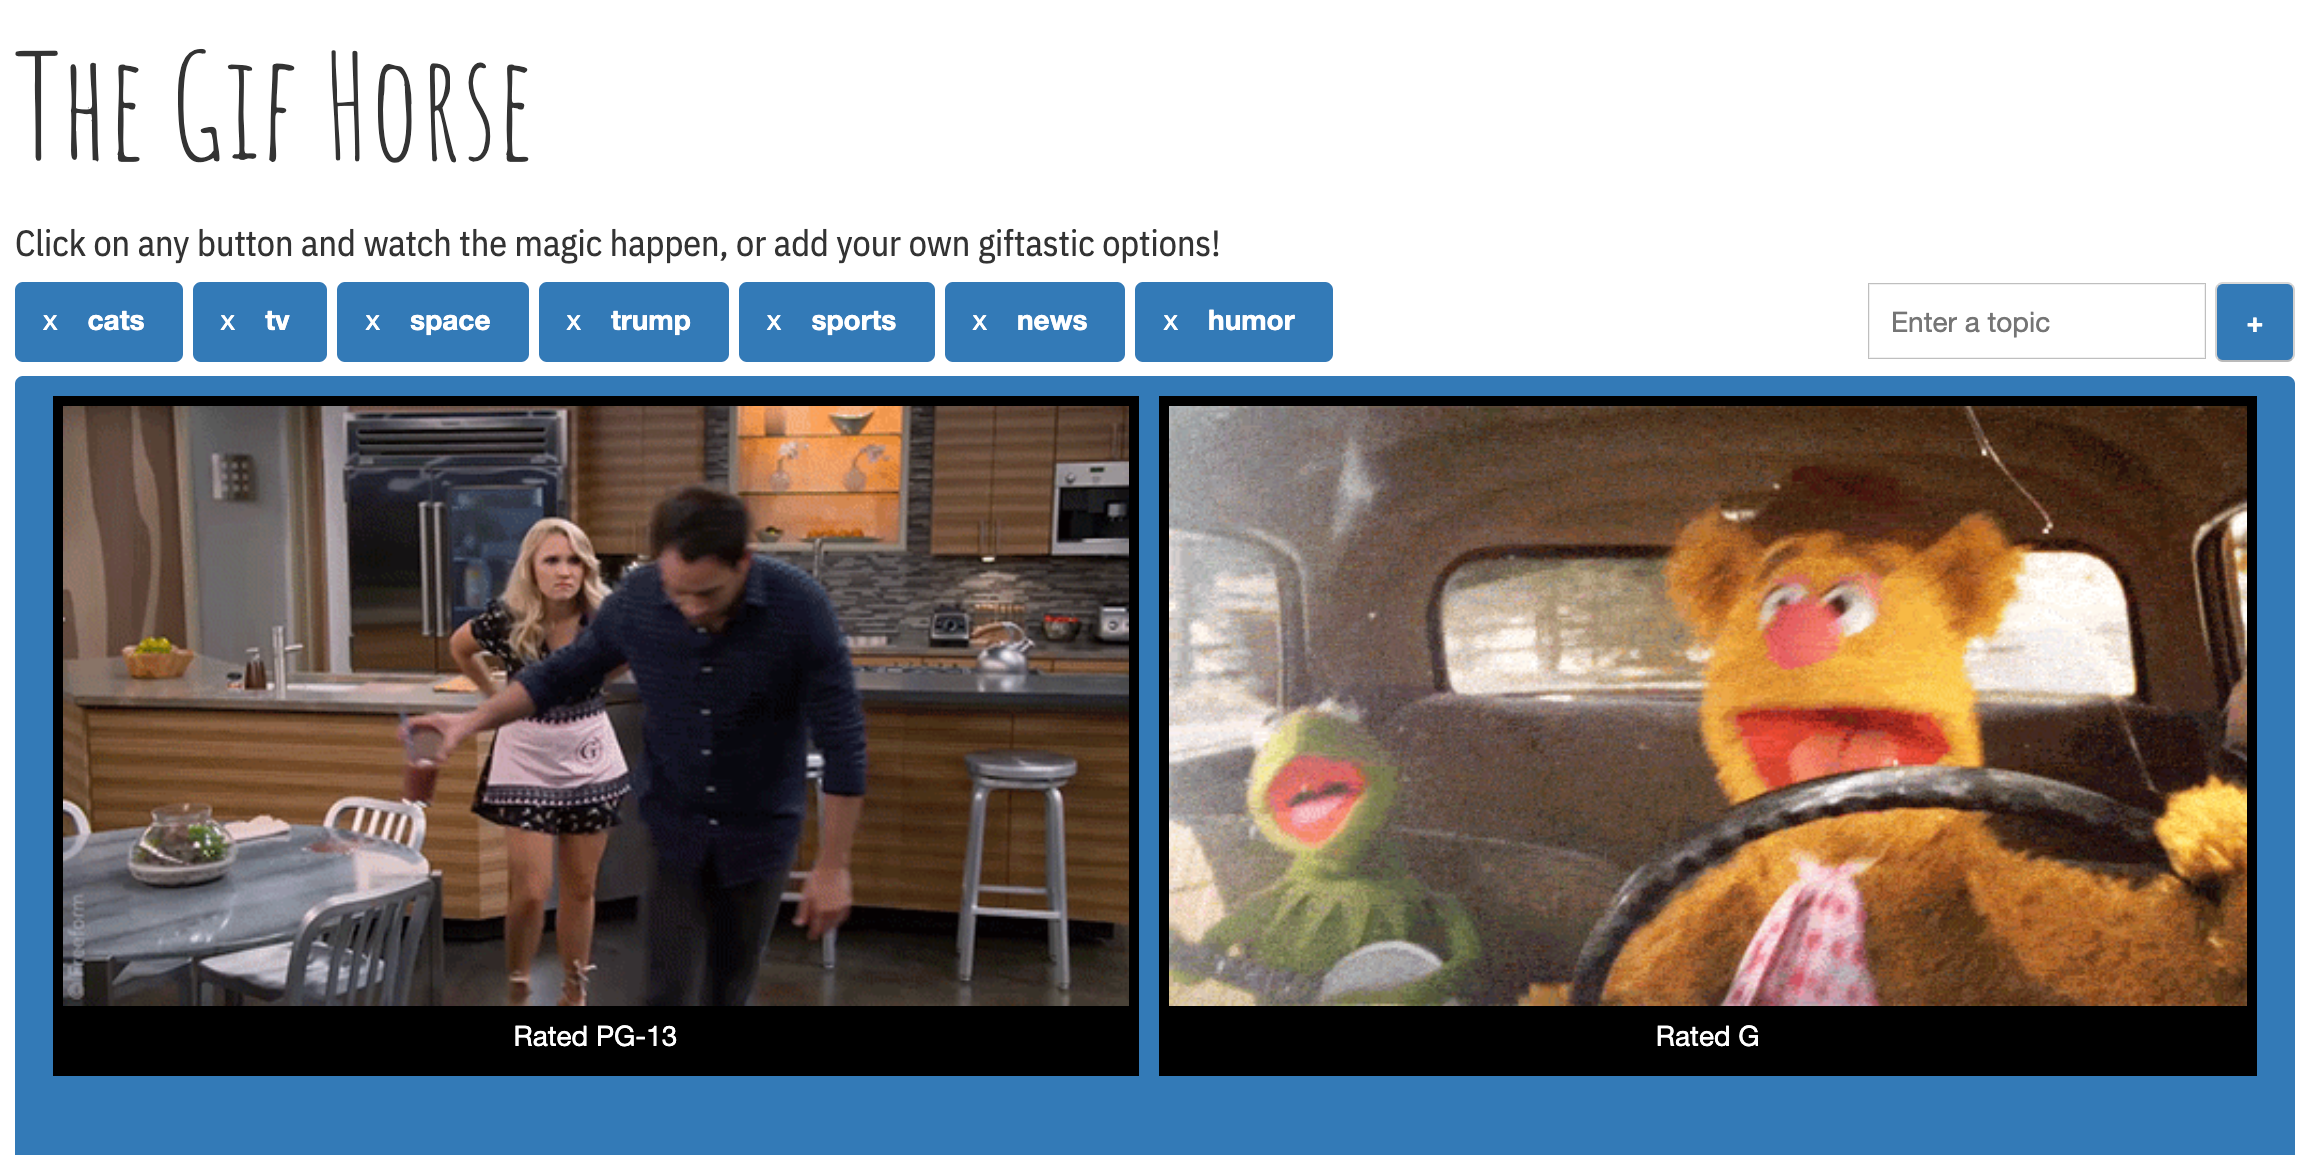 The Gif Horse
Click on any button and watch the magic happen, or add your own giftastic options!
x cats x tv x space x trump x sports x news x humor Enter a topic +
G
©Freeform
Rated PG-13 Rated G